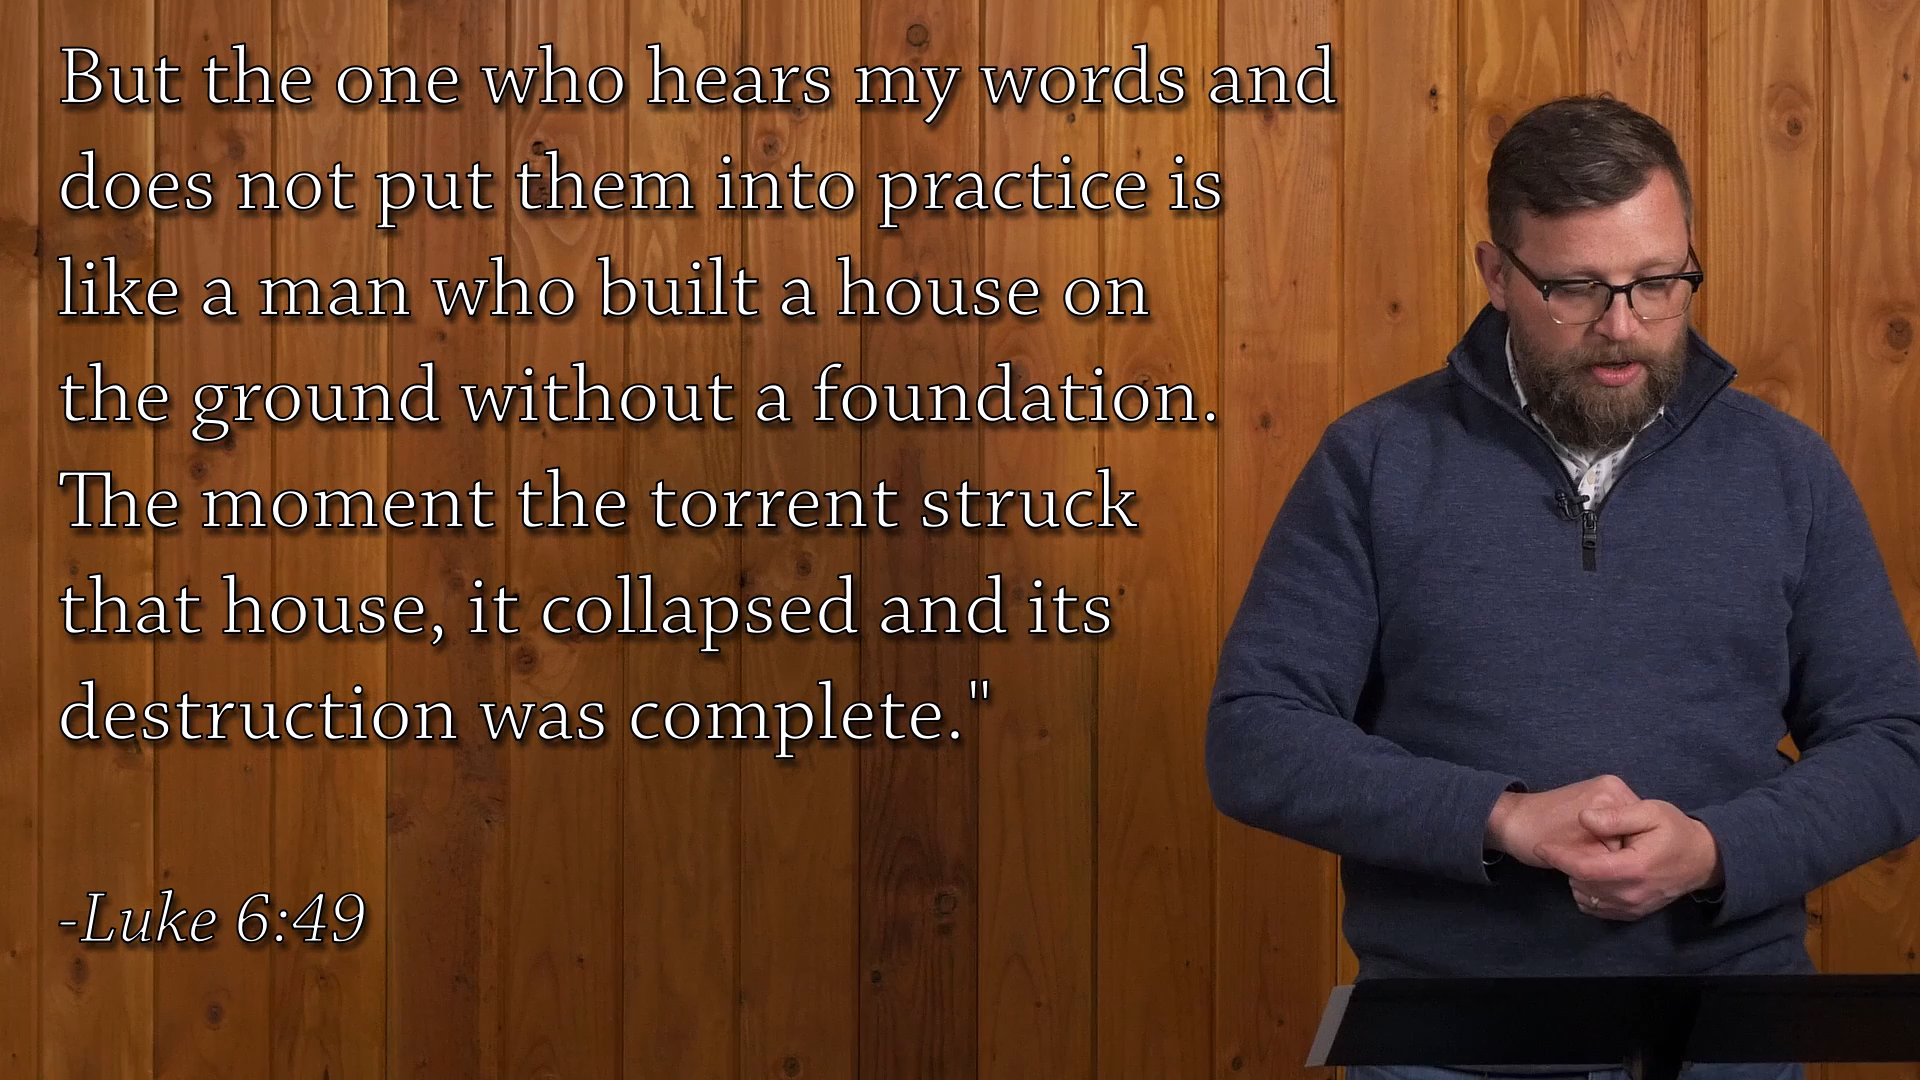 But the one who hears my words and
does not put them into practice is
like a man who built a house on
the ground without a foundation.
The moment the torrent struck
that house, it collapsed and its
destruction was complete."
-Luke 6:49